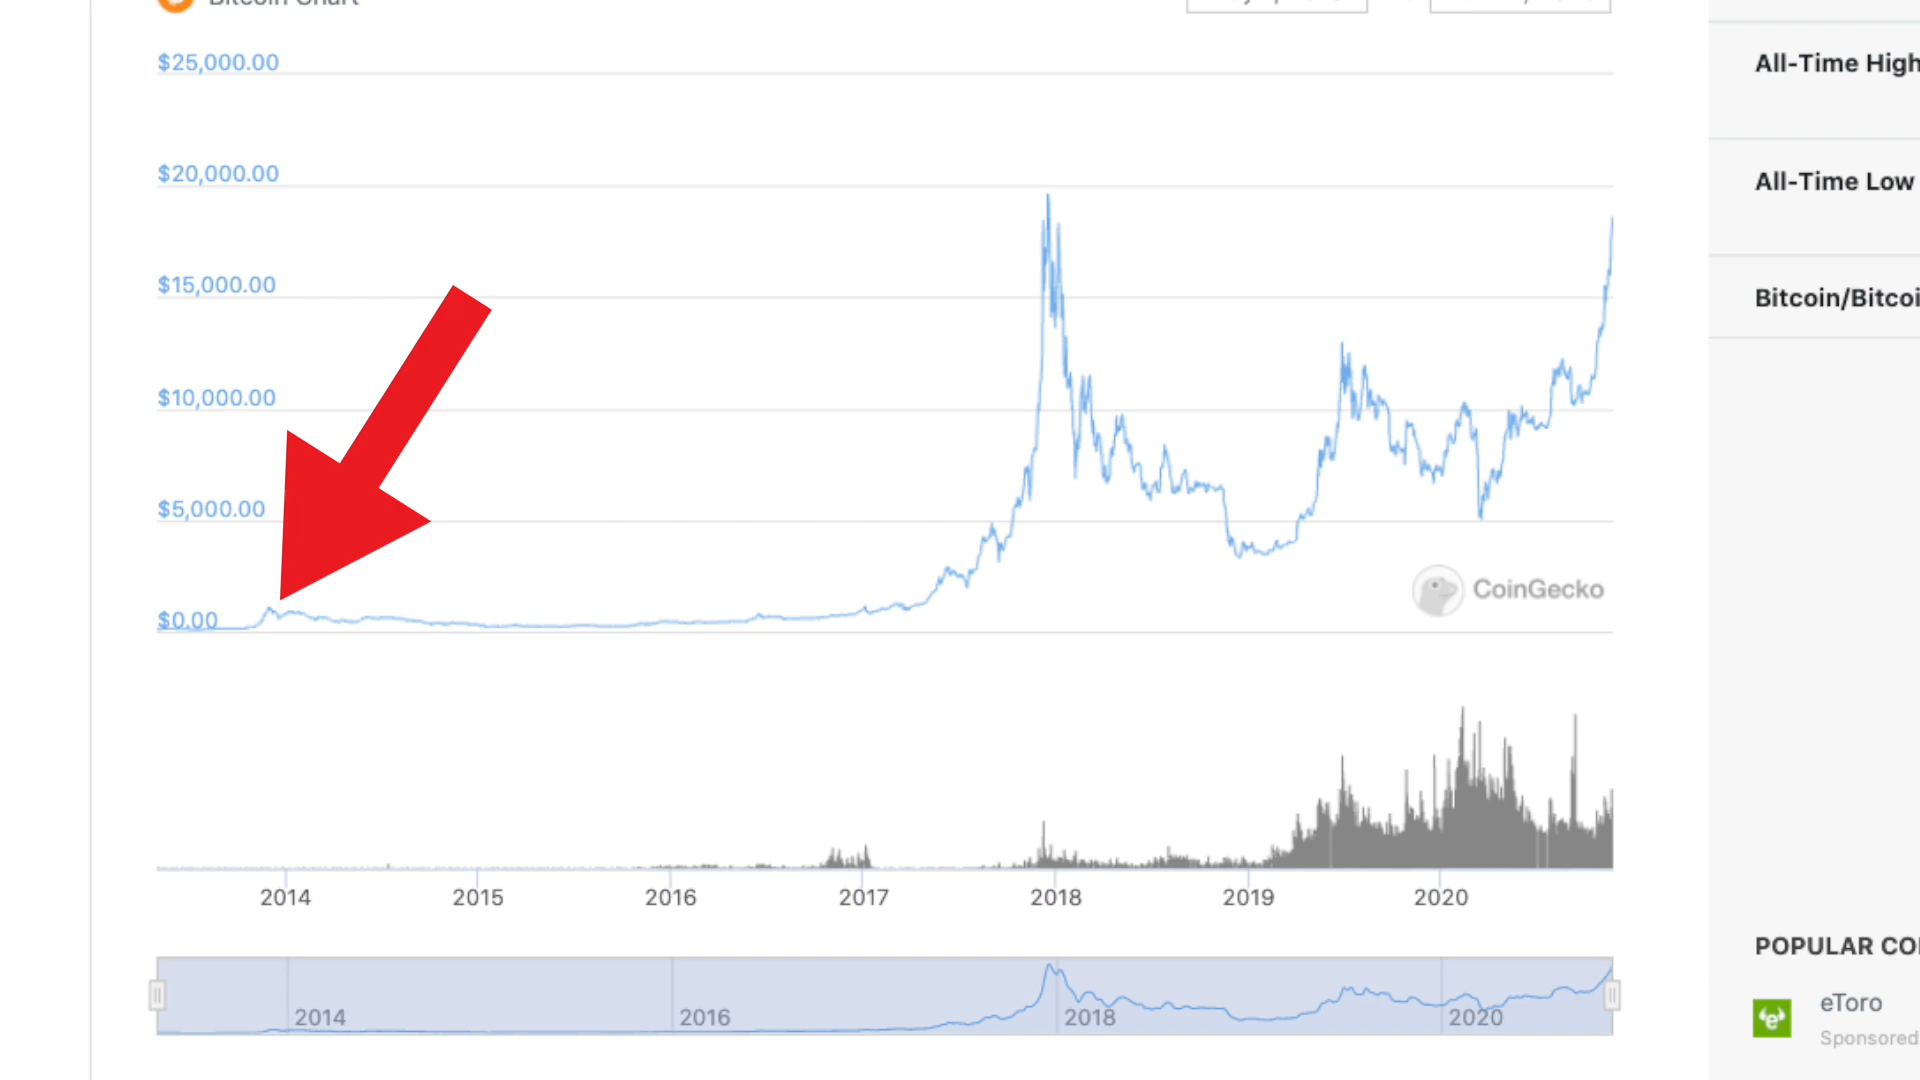 Bitcoin Chart
$25,000.00
$20,000.00
$15,000.00
$10,000.00
$5,000.00
$0.00
CoinGecko
2014 2015 2016 2017 2018 2019 2020
2014 2016 2018 2020
All-Time High
All-Time Low
Bitcoin/Bitcoi
POPULAR CO
eToro
Sponsored